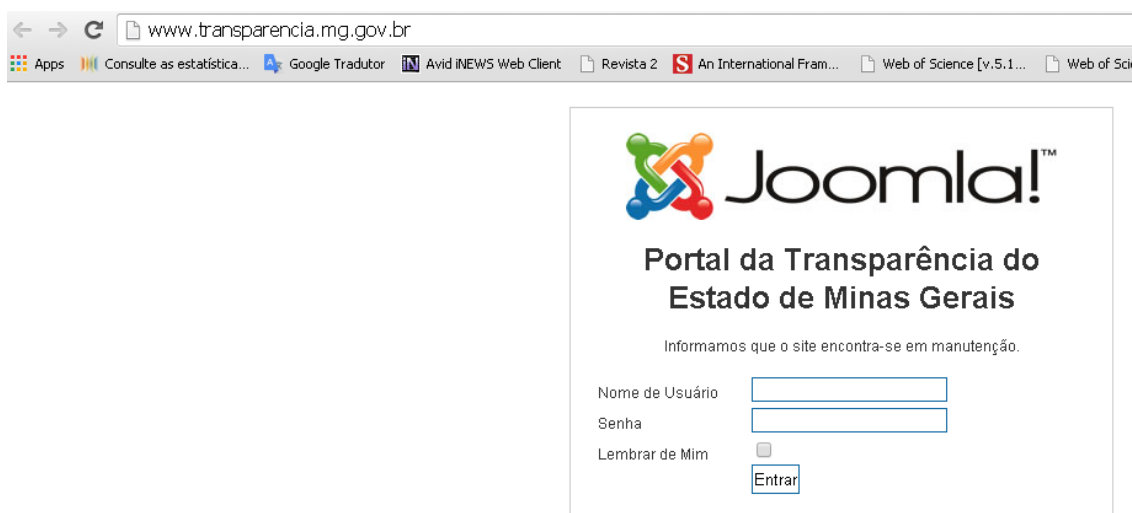 www.transparencia.mg.gov.br
Apps Consulte as estatística... Google Tradutor Avid iNEWS Web Client Revista 2 An International Fram... Web of Science [v.5.1... Web of Sci
Joomla!™
Portal da Transparência do
Estado de Minas Gerais
Informamos que o site encontra-se em manutenção.
Nome de Usuário
Senha
Lembrar de Mim
Entrar